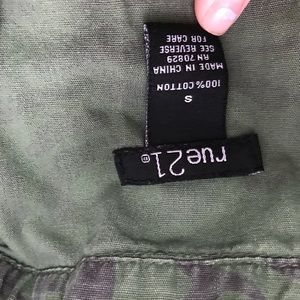 rue21®
S
100% COTTON
MADE IN CHINA
RN 70829
SEE REVERSE
FOR CARE